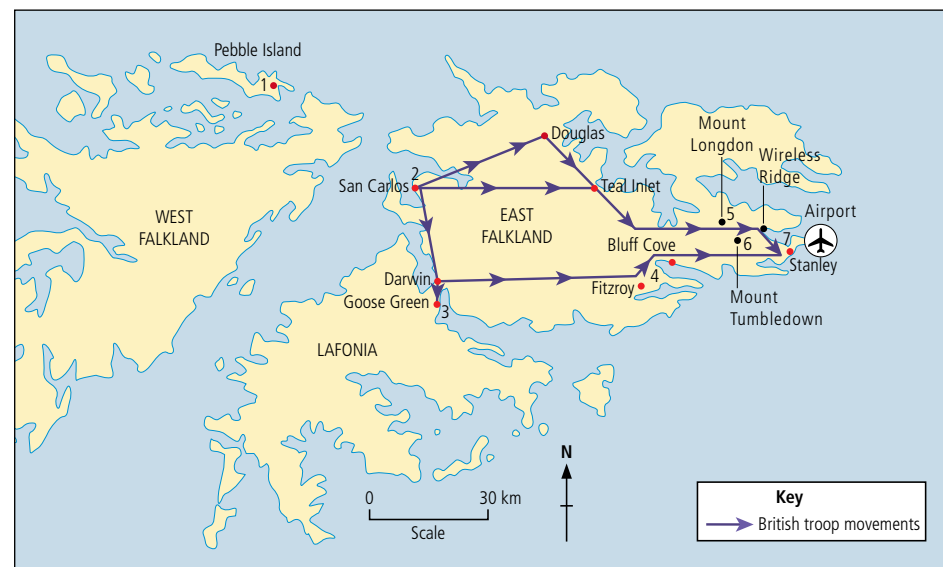 Pebble Island
1
Douglas
Mount
Longdon
Wireless
Ridge
2
San Carlos
Teal Inlet
WEST
FALKLAND
EAST
FALKLAND
5
Airport
6
7
Bluff Cove
Stanley
4
Darwin
Fitzroy
Goose Green
3
Mount
Tumbledown
LAFONIA
N
0 30 km
Scale
Key
British troop movements